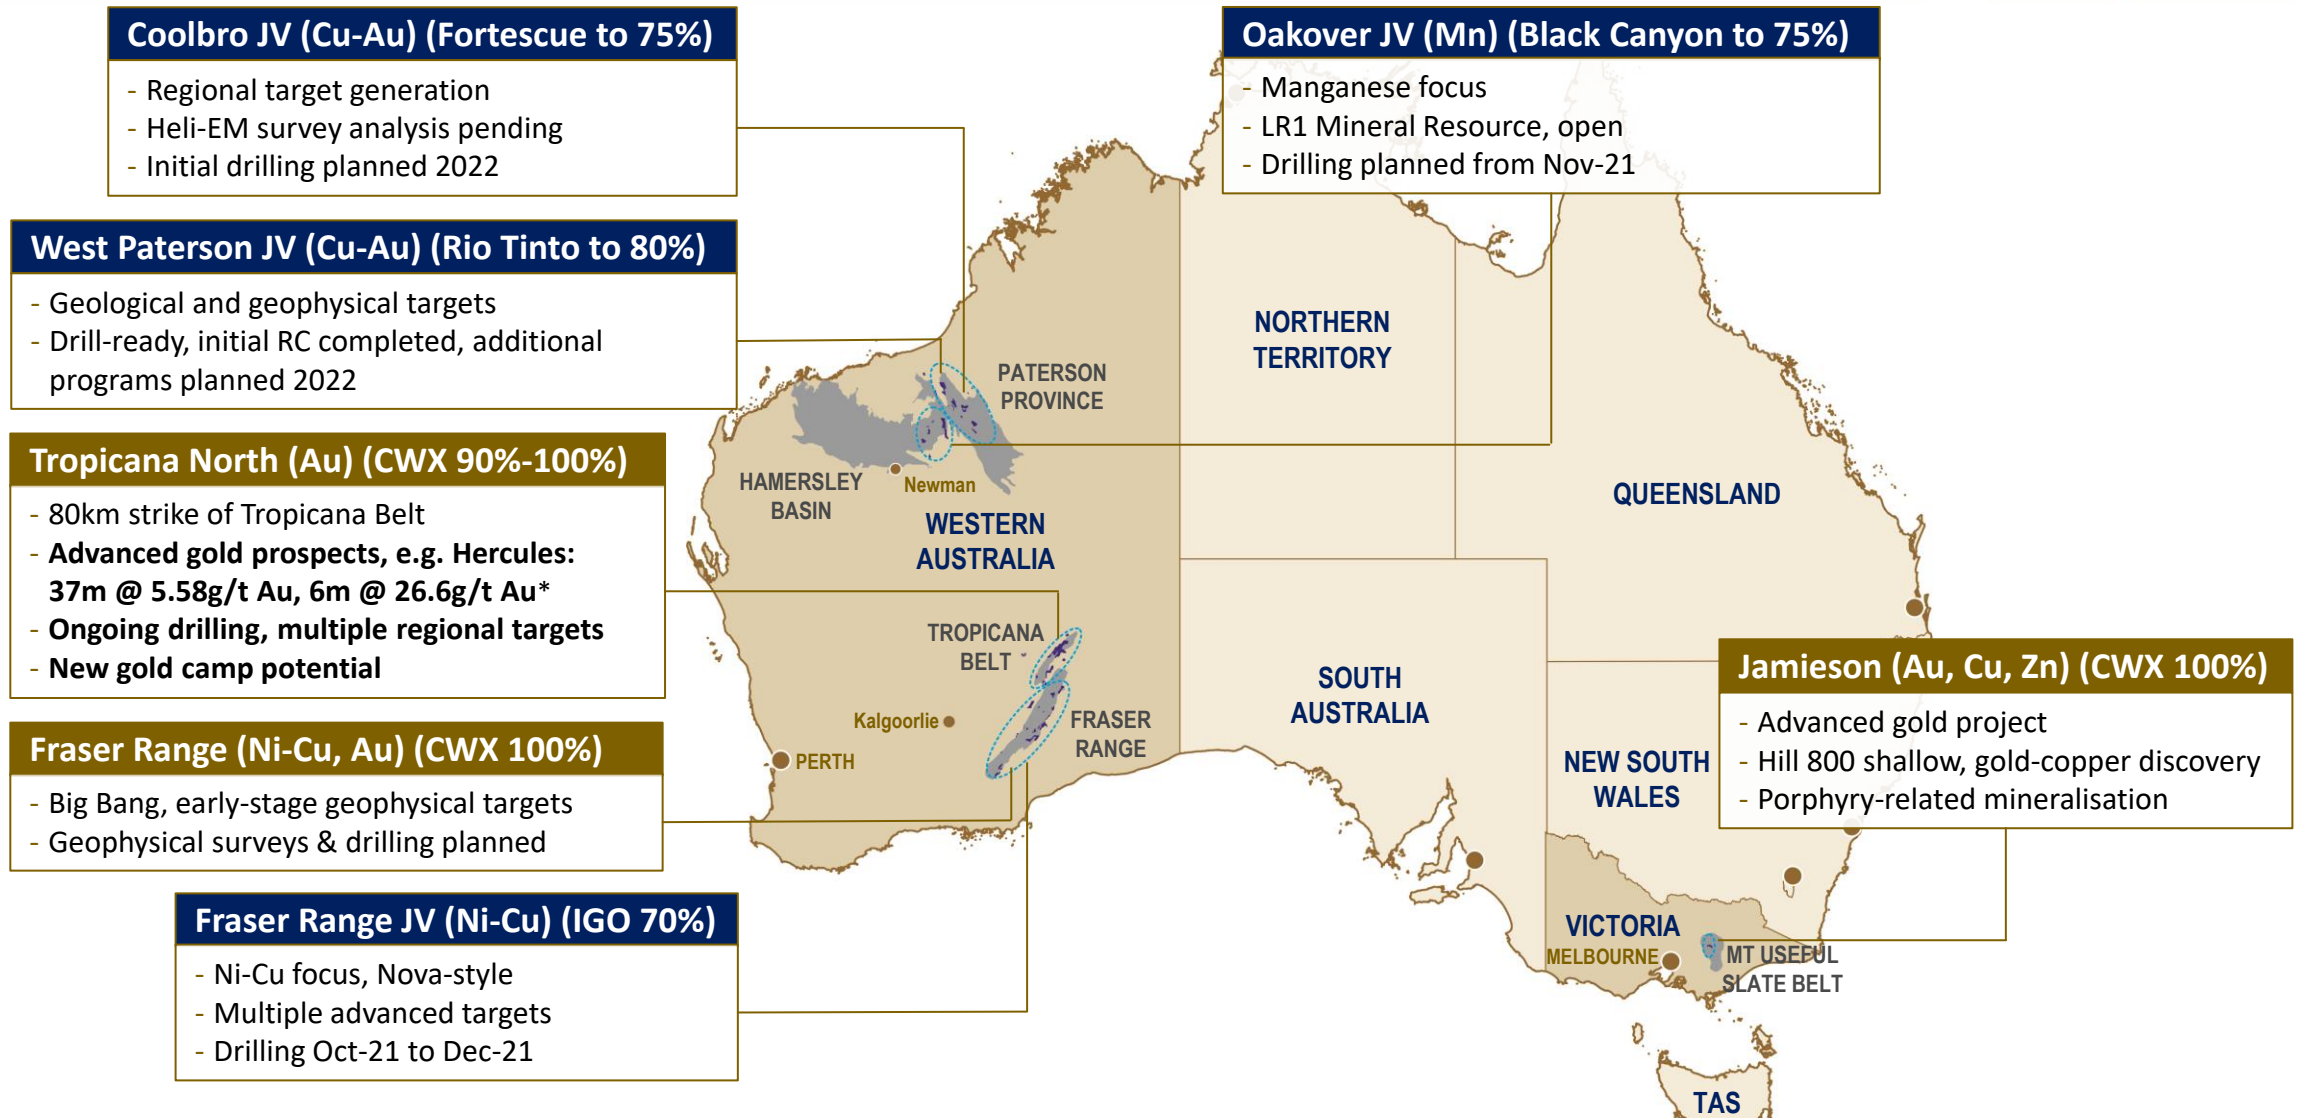 Coolbro JV (Cu-Au) (Fortescue to 75%)
- Regional target generation
- Heli-EM survey analysis pending
- Initial drilling planned 2022
Oakover JV (Mn) (Black Canyon to 75%)
- Manganese focus
- LR1 Mineral Resource, open
- Drilling planned from Nov-21
West Paterson JV (Cu-Au) (Rio Tinto to 80%)
- Geological and geophysical targets
- Drill-ready, initial RC completed, additional
programs planned 2022
Tropicana North (Au) (CWX 90%-100%)
- 80km strike of Tropicana Belt
- Advanced gold prospects, e.g. Hercules:
37m @ 5.58g/t Au, 6m @ 26.6g/t Au*
- Ongoing drilling, multiple regional targets
- New gold camp potential
Fraser Range (Ni-Cu, Au) (CWX 100%)
- Big Bang, early-stage geophysical targets
- Geophysical surveys & drilling planned
Fraser Range JV (Ni-Cu) (IGO 70%)
- Ni-Cu focus, Nova-style
- Multiple advanced targets
- Drilling Oct-21 to Dec-21
Jamieson (Au, Cu, Zn) (CWX 100%)
- Advanced gold project
- Hill 800 shallow, gold-copper discovery
- Porphyry-related mineralisation
NORTHERN
TERRITORY
PATERSON
PROVINCE
HAMERSLEY
BASIN
Newman
WESTERN
AUSTRALIA
QUEENSLAND
TROPICANA
BELT
Kalgoorlie
FRASER
RANGE
PERTH
SOUTH
AUSTRALIA
NEW SOUTH
WALES
VICTORIA
MELBOURNE
MT USEFUL
SLATE BELT
TAS